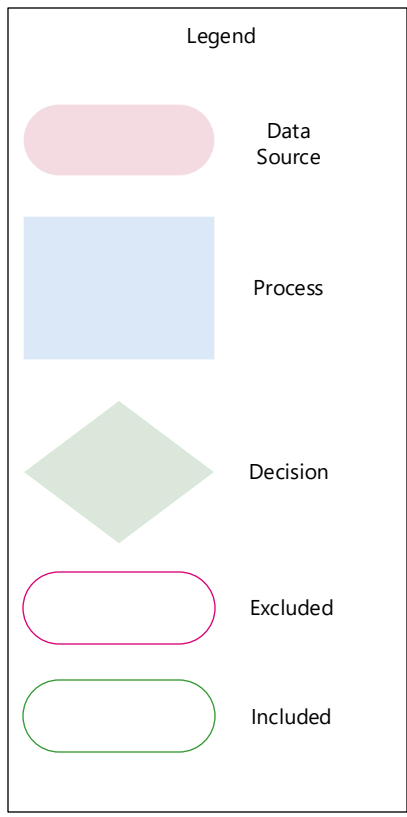 Legend
Data
Source
Process
Decision
Excluded
Included